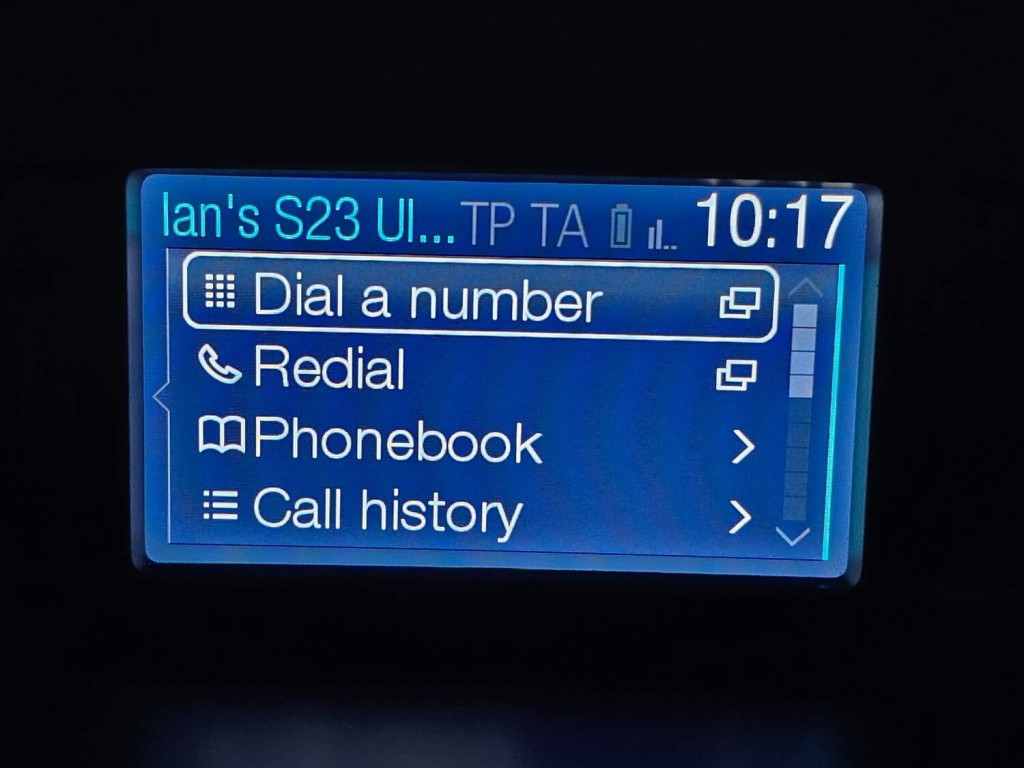 Ian's S23 Ul... TP TA 10:17
Dial a number
Redial
Phonebook
Call history